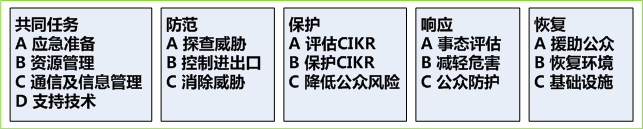 共同任务
A 应急准备
B 资源管理
C 通信及信息管理
D 支持技术
防范
A 探查威胁
B 控制进出口
C 消除威胁
保护
A 评估CIKR
B 保护CIKR
C 降低公众风险
响应
A 事态评估
B 减轻危害
C 公众防护
恢复
A 援助公众
B 恢复环境
C 基础设施